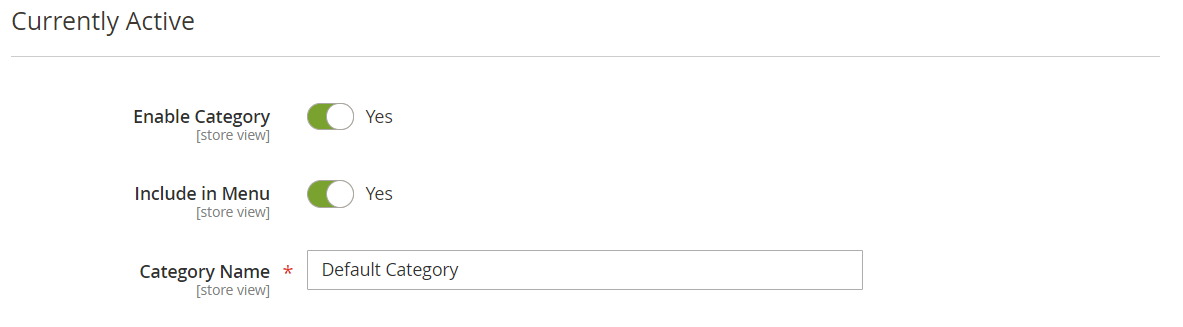 Currently Active
Enable Category Yes
[store view]
Include in Menu Yes
[store view]
Category Name * Default Category
[store view]